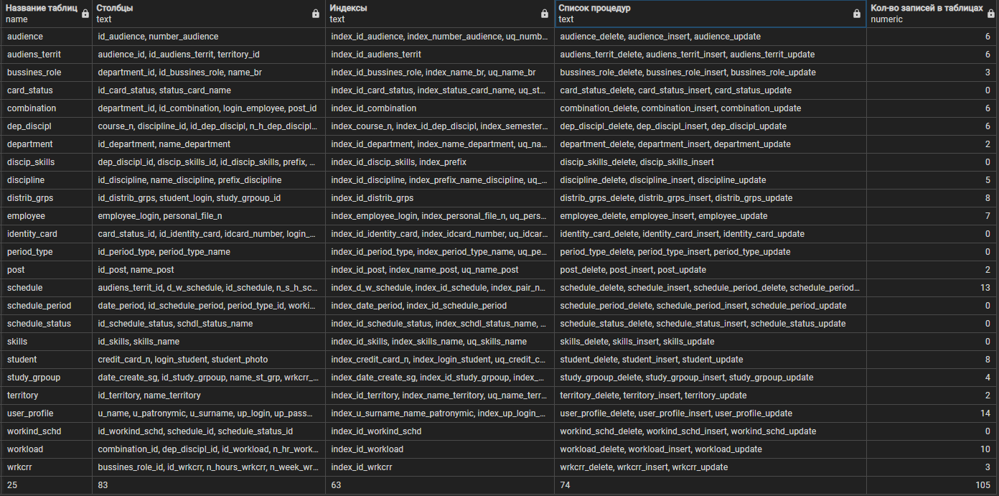 Название таблиц Столбцы Индексы Список процедур Кол-во записей в таблицах
name text text text numeric
audience id_audience, number_audience index_id_audience, index_number_audience, uq_numb... audience_delete, audience_insert, audience_update 6
audiens_territ audience_id, id_audiens_territ, territory_id index_id_audiens_territ audiens_territ_delete, audiens_territ_insert, audiens_territ_update 6
bussines_role department_id, id_bussines_role, name_br index_id_bussines_role, index_name_br, uq_name_br bussines_role_delete, bussines_role_insert, bussines_role_update 3
card_status id_card_status, status_card_name index_id_card_status, index_status_card_name, uq_st... card_status_delete, card_status_insert, card_status_update 0
combination department_id, id_combination, login_employee, post_id index_id_combination combination_delete, combination_insert, combination_update 6
dep_discipl course_n, discipline_id, id_dep_discipl, n_h_dep_discipl... index_course_n, index_id_dep_discipl, index_semester... dep_discipl_delete, dep_discipl_insert, dep_discipl_update 6
department id_department, name_department index_id_department, index_name_department, uq_na... department_delete, department_insert, department_update 2
discip_skills dep_discipl_id, discip_skills_id, id_discip_skills, prefix, ... index_id_discip_skills, index_prefix discip_skills_delete, discip_skills_insert 0
discipline id_discipline, name_discipline, prefix_discipline index_id_discipline, index_prefix_name_discipline, uq_... discipline_delete, discipline_insert, discipline_update 5
distrib_grps id_distrib_grps, student_login, study_grpoup_id index_id_distrib_grps distrib_grps_delete, distrib_grps_insert, distrib_grps_update 8
employee employee_login, personal_file_n index_employee_login, index_personal_file_n, uq_pers... employee_delete, employee_insert, employee_update 7
identity_card card_status_id, id_identity_card, idcard_number, login_... index_id_identity_card, index_idcard_number, uq_idcar... identity_card_delete, identity_card_insert, identity_card_update 0
period_type id_period_type, period_type_name index_id_period_type, index_period_type_name, uq_pe... period_type_delete, period_type_insert, period_type_update 0
post id_post, name_post index_id_post, index_name_post, uq_name_post post_delete, post_insert, post_update 2
schedule audiens_territ_id, d_w_schedule, id_schedule, n_s_h_sc... index_d_w_schedule, index_id_schedule, index_pair_n... schedule_delete, schedule_insert, schedule_period_delete, schedule_period... 13
schedule_period date_period, id_schedule_period, period_type_id, worki... index_date_period, index_id_schedule_period schedule_period_delete, schedule_period_insert, schedule_period_update 0
schedule_status id_schedule_status, schdl_status_name index_id_schedule_status, index_schdl_status_name, ... schedule_status_delete, schedule_status_insert, schedule_status_update 0
skills id_skills, skills_name index_id_skills, index_skills_name, uq_skills_name skills_delete, skills_insert, skills_update 0
student credit_card_n, login_student, student_photo index_credit_card_n, index_login_student, uq_credit_c... student_delete, student_insert, student_update 8
study_grpoup date_create_sg, id_study_grpoup, name_st_grp, wrkcrr_... index_date_create_sg, index_id_study_grpoup, index_... study_grpoup_delete, study_grpoup_insert, study_grpoup_update 4
territory id_territory, name_territory index_id_territory, index_name_territory, uq_name_terr... territory_delete, territory_insert, territory_update 2
user_profile u_name, u_patronymic, u_surname, up_login, up_pass... index_u_surname_name_patronymic, index_up_login_... user_profile_delete, user_profile_insert, user_profile_update 14
workind_schd id_workind_schd, schedule_id, schedule_status_id index_id_workind_schd workind_schd_delete, workind_schd_insert, workind_schd_update 0
workload combination_id, dep_discipl_id, id_workload, n_hr_work... index_id_workload workload_delete, workload_insert, workload_update 10
wrkcrr bussines_role_id, id_wrkcrr, n_hours_wrkcrr, n_week_wr... index_id_wrkcrr wrkcrr_delete, wrkcrr_insert, wrkcrr_update 3
25 83 63 74 105